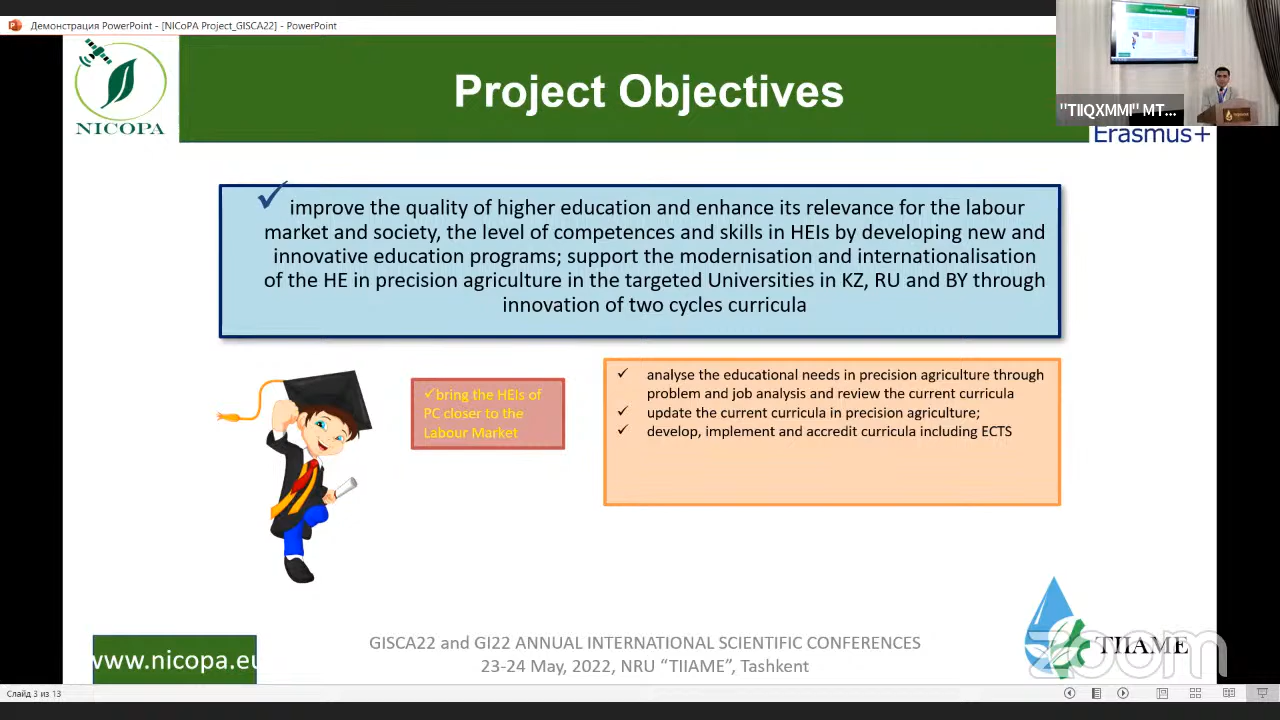 Демонстрация PowerPoint - [NICoPA Project_GISCA22] - PowerPoint
Project Objectives
NICOPA
"TIIQXMMI" MT...
Erasmus+
✓ improve the quality of higher education and enhance its relevance for the labour
market and society, the level of competences and skills in HEIs by developing new and
innovative education programs; support the modernisation and internationalisation
of the HE in precision agriculture in the targeted Universities in KZ, RU and BY through
innovation of two cycles curricula
✓bring the HEIs of
PC closer to the
Labour Market
✓ analyse the educational needs in precision agriculture through
problem and job analysis and review the current curricula
✓ update the current curricula in precision agriculture;
✓ develop, implement and accredit curricula including ECTS
www.nicopa.eu
GISCA22 and GI22 ANNUAL INTERNATIONAL SCIENTIFIC CONFERENCES
23-24 May, 2022, NRU “TIIAME”, Tashkent
TIIAME
zoom
Слайд 3 из 13